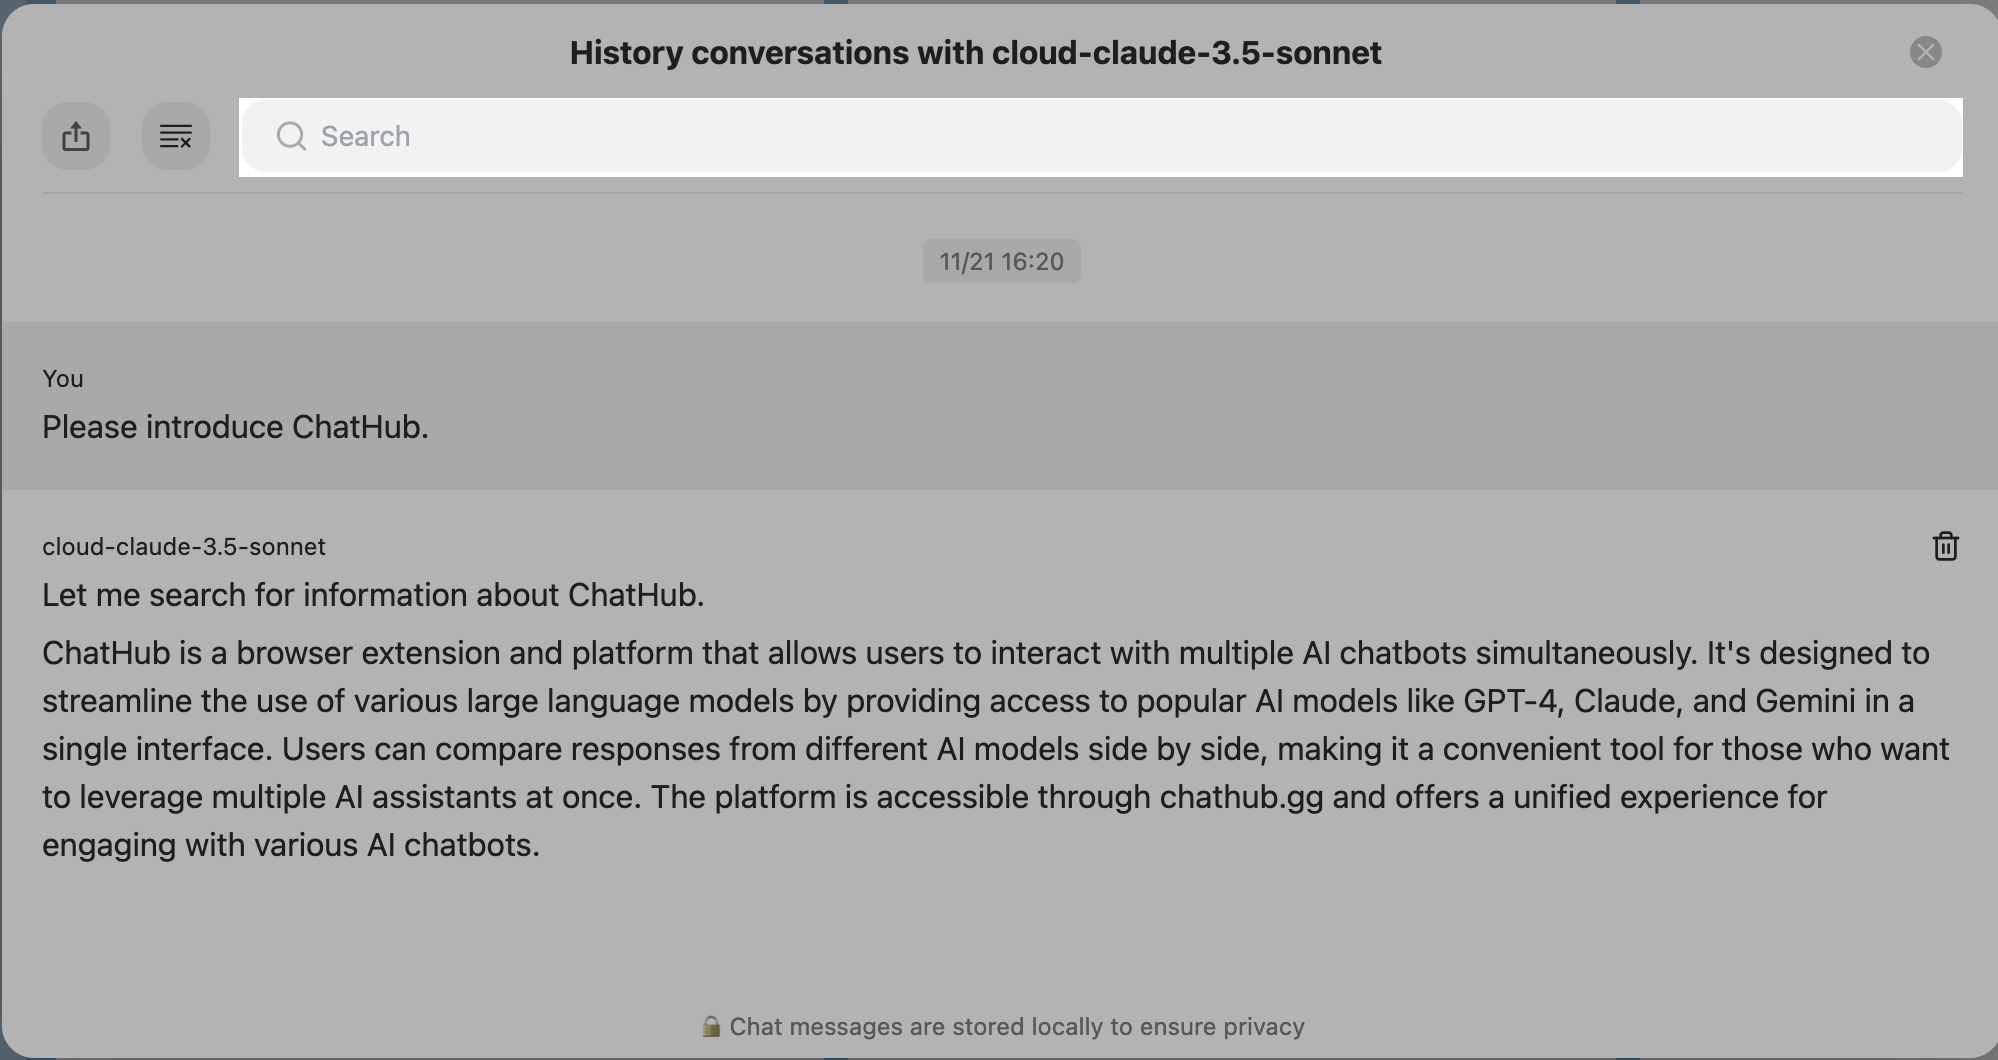 History conversations with cloud-claude-3.5-sonnet
Search
11/21 16:20
You
Please introduce ChatHub.
cloud-claude-3.5-sonnet
Let me search for information about ChatHub.
ChatHub is a browser extension and platform that allows users to interact with multiple AI chatbots simultaneously. It's designed to
streamline the use of various large language models by providing access to popular AI models like GPT-4, Claude, and Gemini in a
single interface. Users can compare responses from different AI models side by side, making it a convenient tool for those who want
to leverage multiple AI assistants at once. The platform is accessible through chathub.gg and offers a unified experience for
engaging with various AI chatbots.
Chat messages are stored locally to ensure privacy